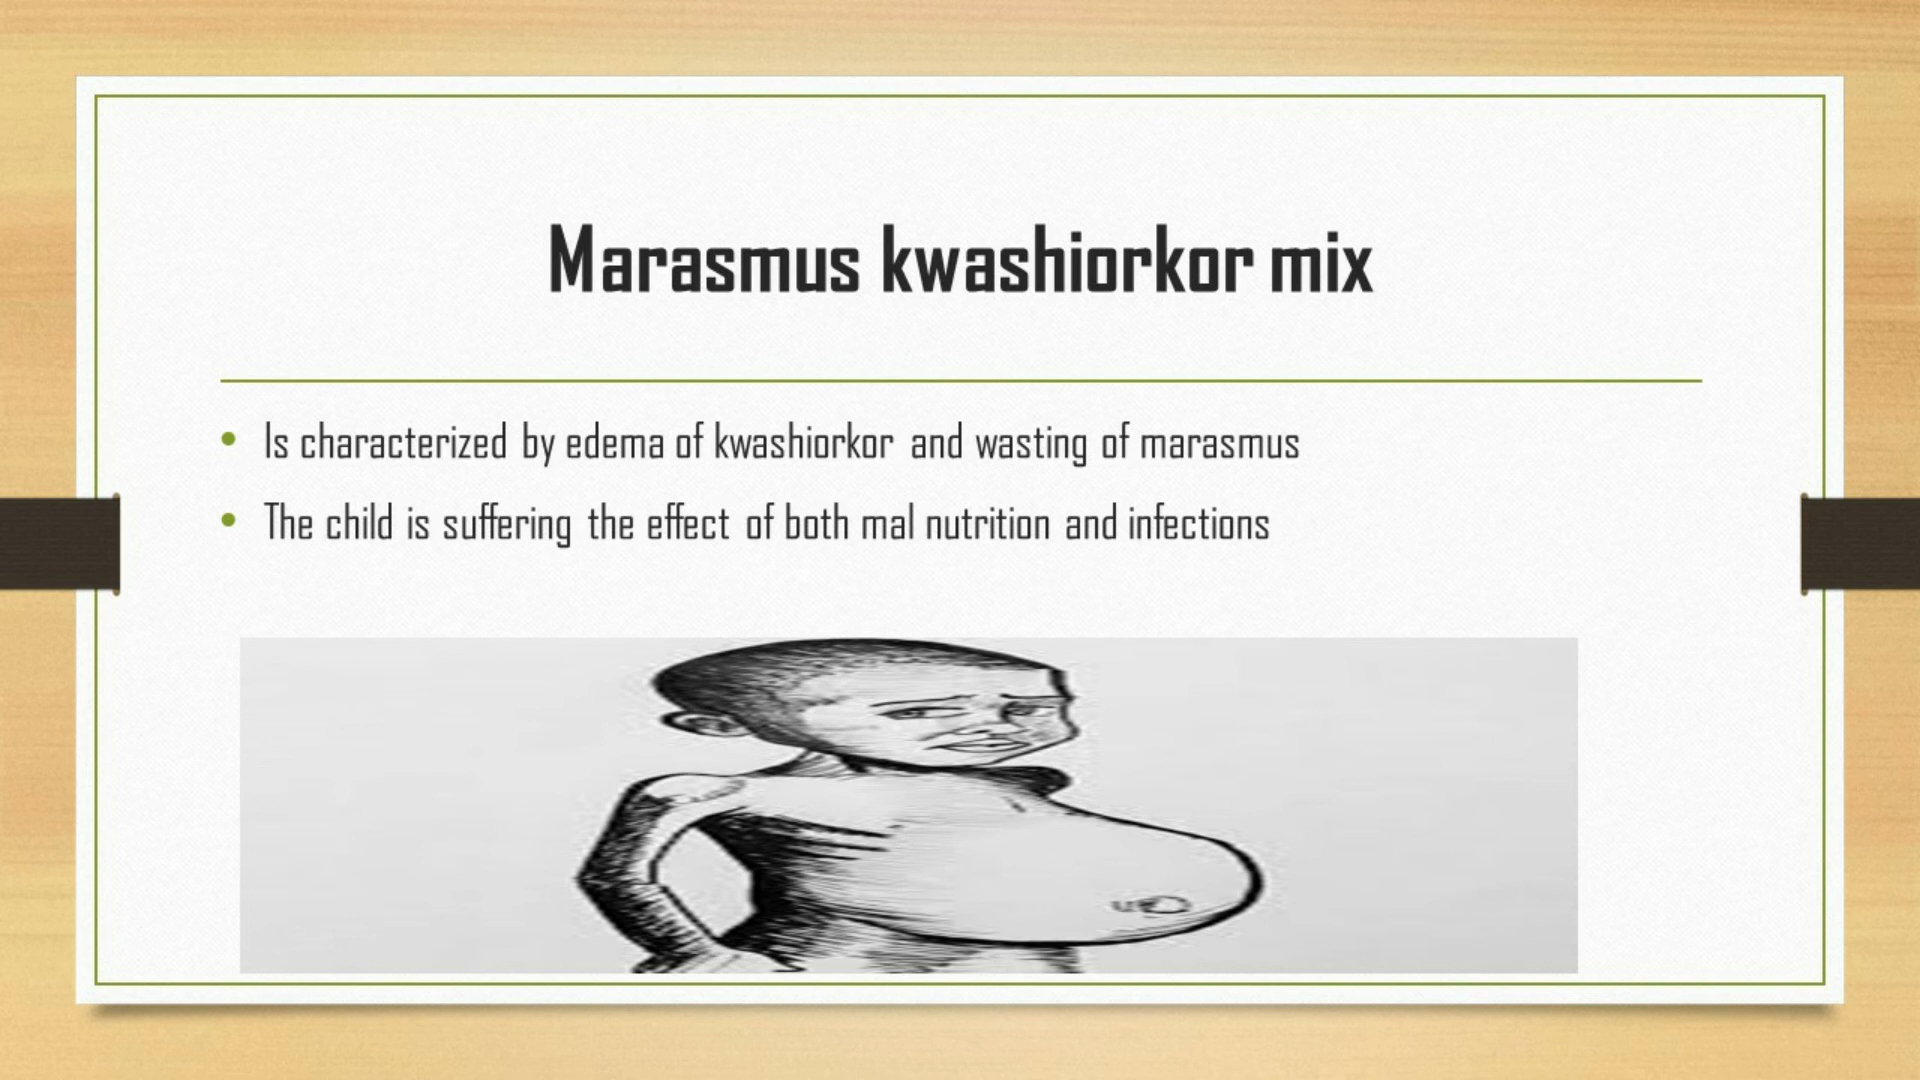 Marasmus kwashiorkor mix
Is characterized by edema of kwashiorkor and wasting of marasmus
The child is suffering the effect of both mal nutrition and infections